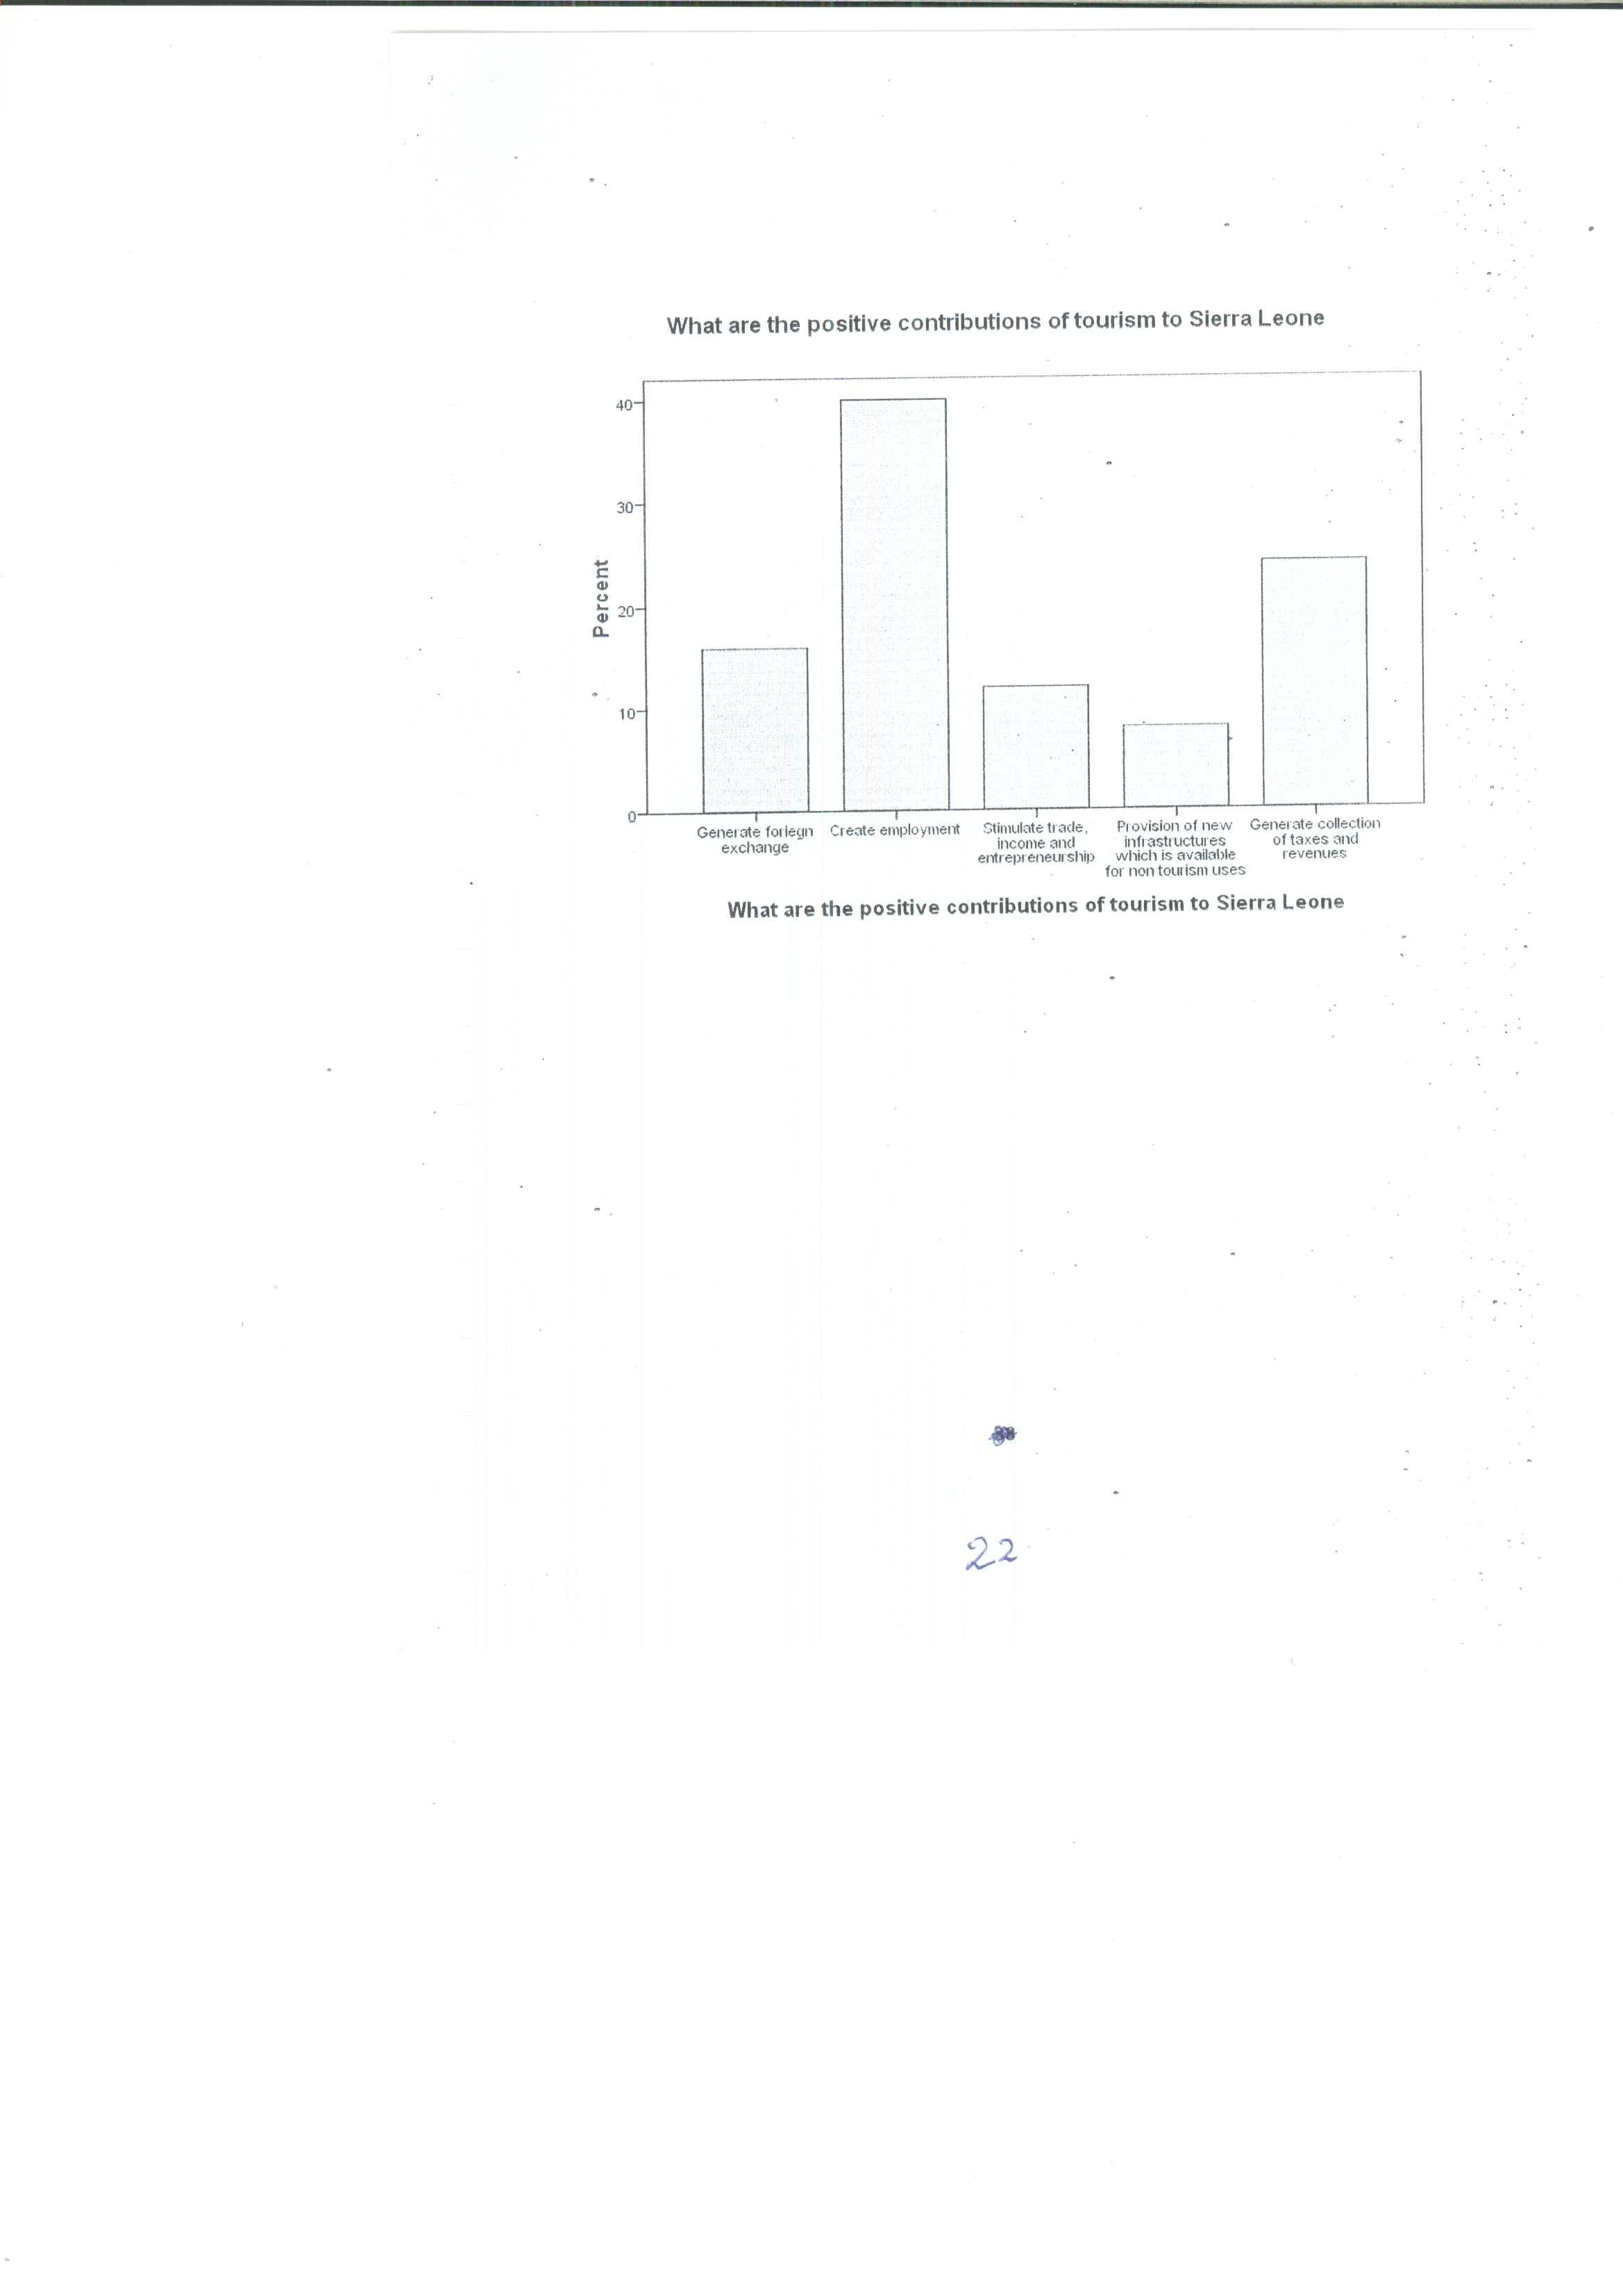 What are the positive contributions of tourism to Sierra Leone
40
30
20
10
0
Percent
Generate foriegn
exchange
Create employment
Stimulate trade,
income and
entrepreneurship
Provision of new
infrastructures
which is available
for non tourism uses
Generate collection
of taxes and
revenues
What are the positive contributions of tourism to Sierra Leone
22